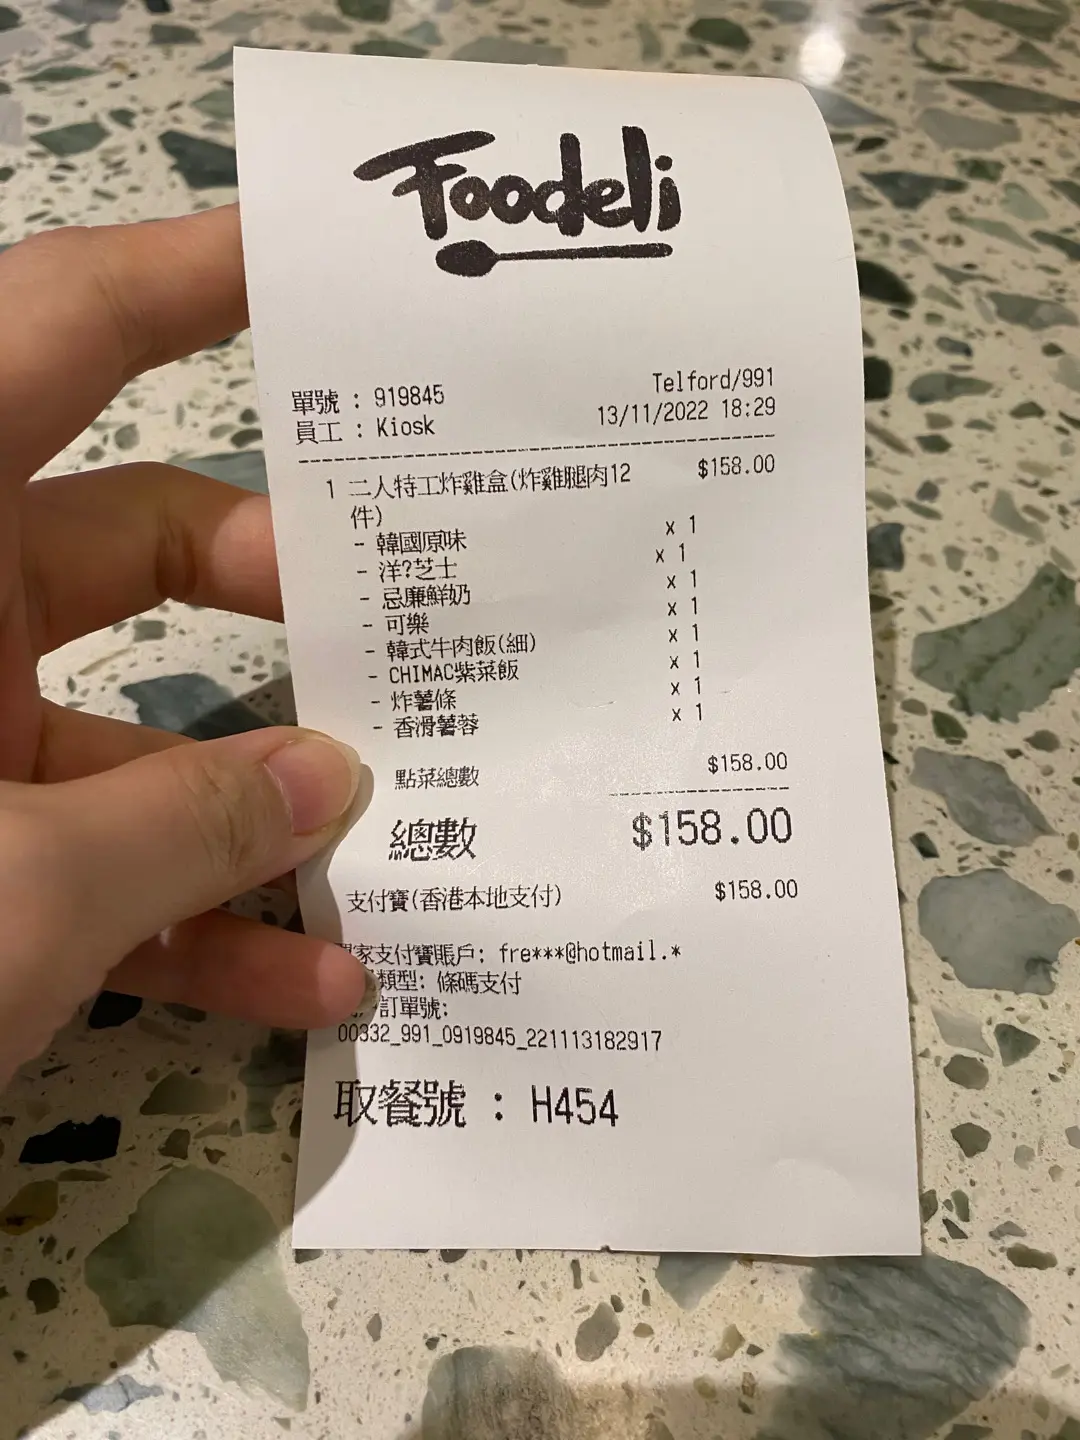 Foodeli
單號 : 919845 Telford/991
員工 : Kiosk 13/11/2022 18:29
1 二人特工炸雞盒(炸雞腿肉12 $158.00
件)
- 韓國原味 x 1
- 洋?芝士 x 1
- 忌廉鮮奶 x 1
- 可樂 x 1
- 韓式牛肉飯(細) x 1
- CHIMAC紫菜飯 x 1
- 炸薯條 x 1
- 香滑薯蓉 x 1
點菜總數 $158.00
總數 $158.00
支付寶(香港本地支付) $158.00
家支付寶賬戶: fre***@hotmail.*
類型: 條碼支付
訂單號:
00332_991_0919845_221113182917
取餐號 : H454